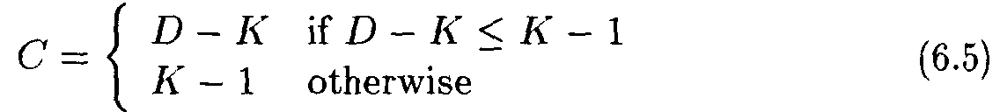 C = { D − K if D − K ≤ K − 1
K − 1 otherwise (6.5)